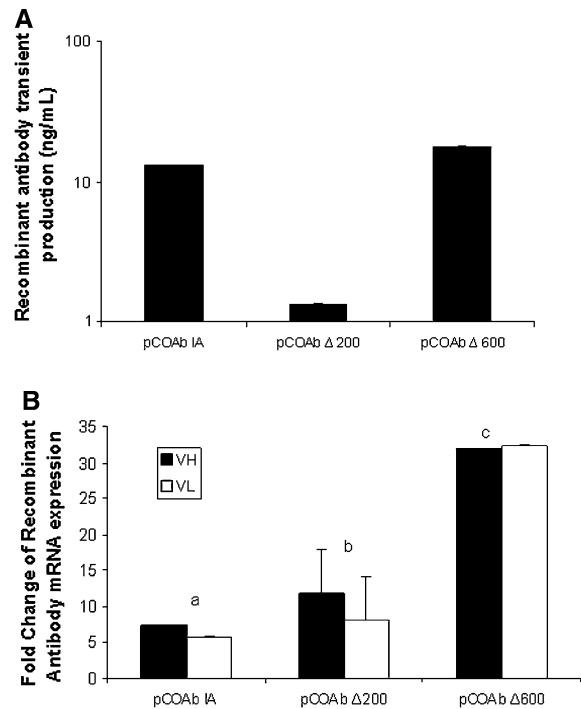 A
Recombinant antibody transient
production (ng/mL)
100
10
1
pCOAb IA
pCOAb Δ 200
pCOAb Δ 600
B
Fold Change of Recombinant
Antibody mRNA expression
35
30
25
20
15
10
5
0
VH
VL
a
b
c
pCOAb IA
pCOAb Δ200
pCOAb Δ600